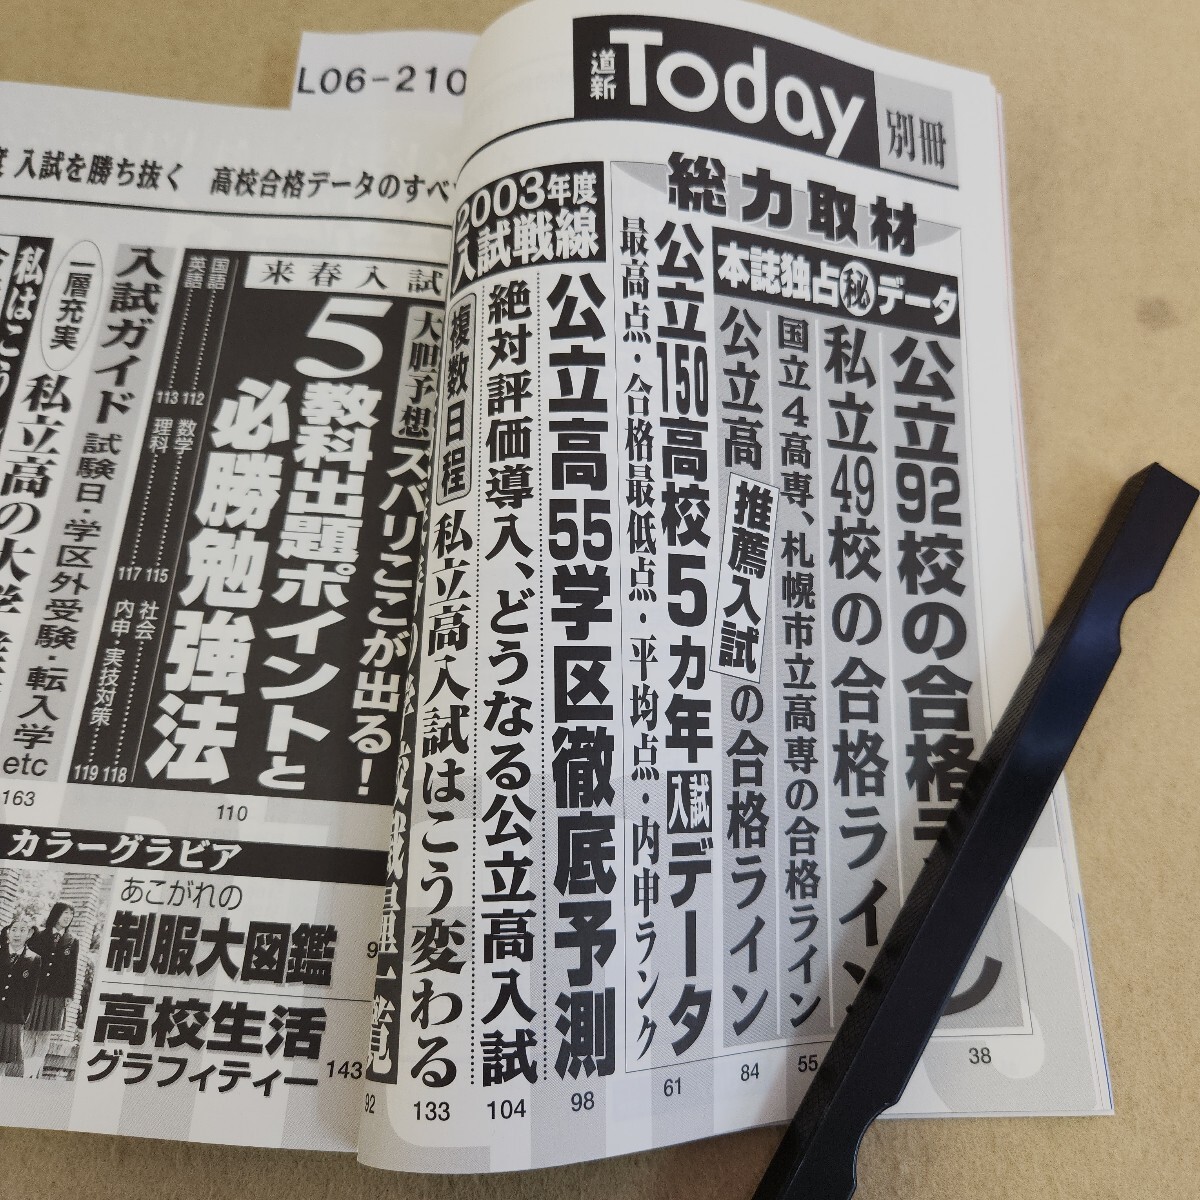 L06-210
道新
Today
別冊
総力取材
本誌独占㊙データ
公立92校の合格
38
私立49校の合格ライン
国立4高専、札幌市立高専の合格ライン
55
公立高推薦入試の合格ライン
84
公立150高校5カ年入試データ
最高点・合格最低点・平均点・内申ランク
61
2003年度
入試戦線
公立高55学区徹底予測
98
絶対評価導入、どうなる公立高入試
104
複数日程
私立高入試はこう変わる
133
一覧
92
入試を勝ち抜く 高校合格データのすべ
来春入試
大胆予想
ズバリここが出る!
5教科出題ポイントと
必勝勉強法
国語
112
英語
113
数学
115
理科
117
社会
118
内申・実技対策
119
110
入試ガイド
試験日・学区外受験・転入学
etc
一層充実
私立高の大学
163
私はこう
カラーグラビア
あこがれの
制服大図鑑
高校生活
グラフィティー
143